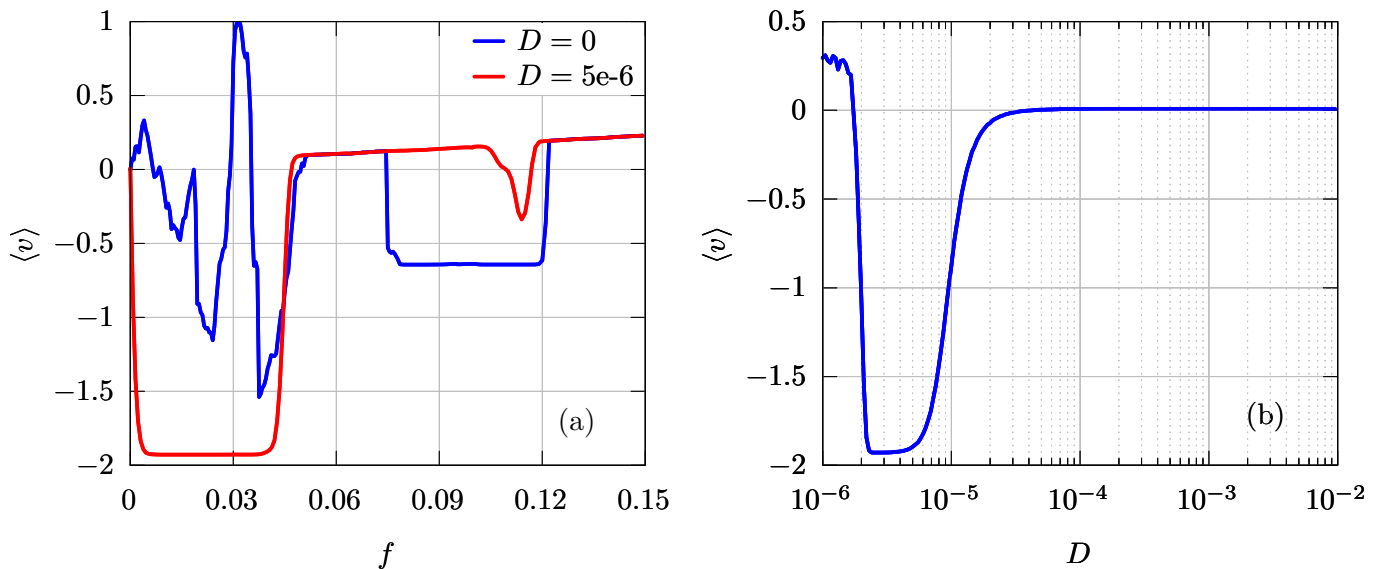 1
0.5
0
−0.5
−1
−1.5
−2
⟨v⟩
D = 0
D = 5e-6
(a)
0 0.03 0.06 0.09 0.12 0.15
f
0.5
0
−0.5
−1
−1.5
−2
⟨v⟩
(b)
10⁻⁶ 10⁻⁵ 10⁻⁴ 10⁻³ 10⁻²
D